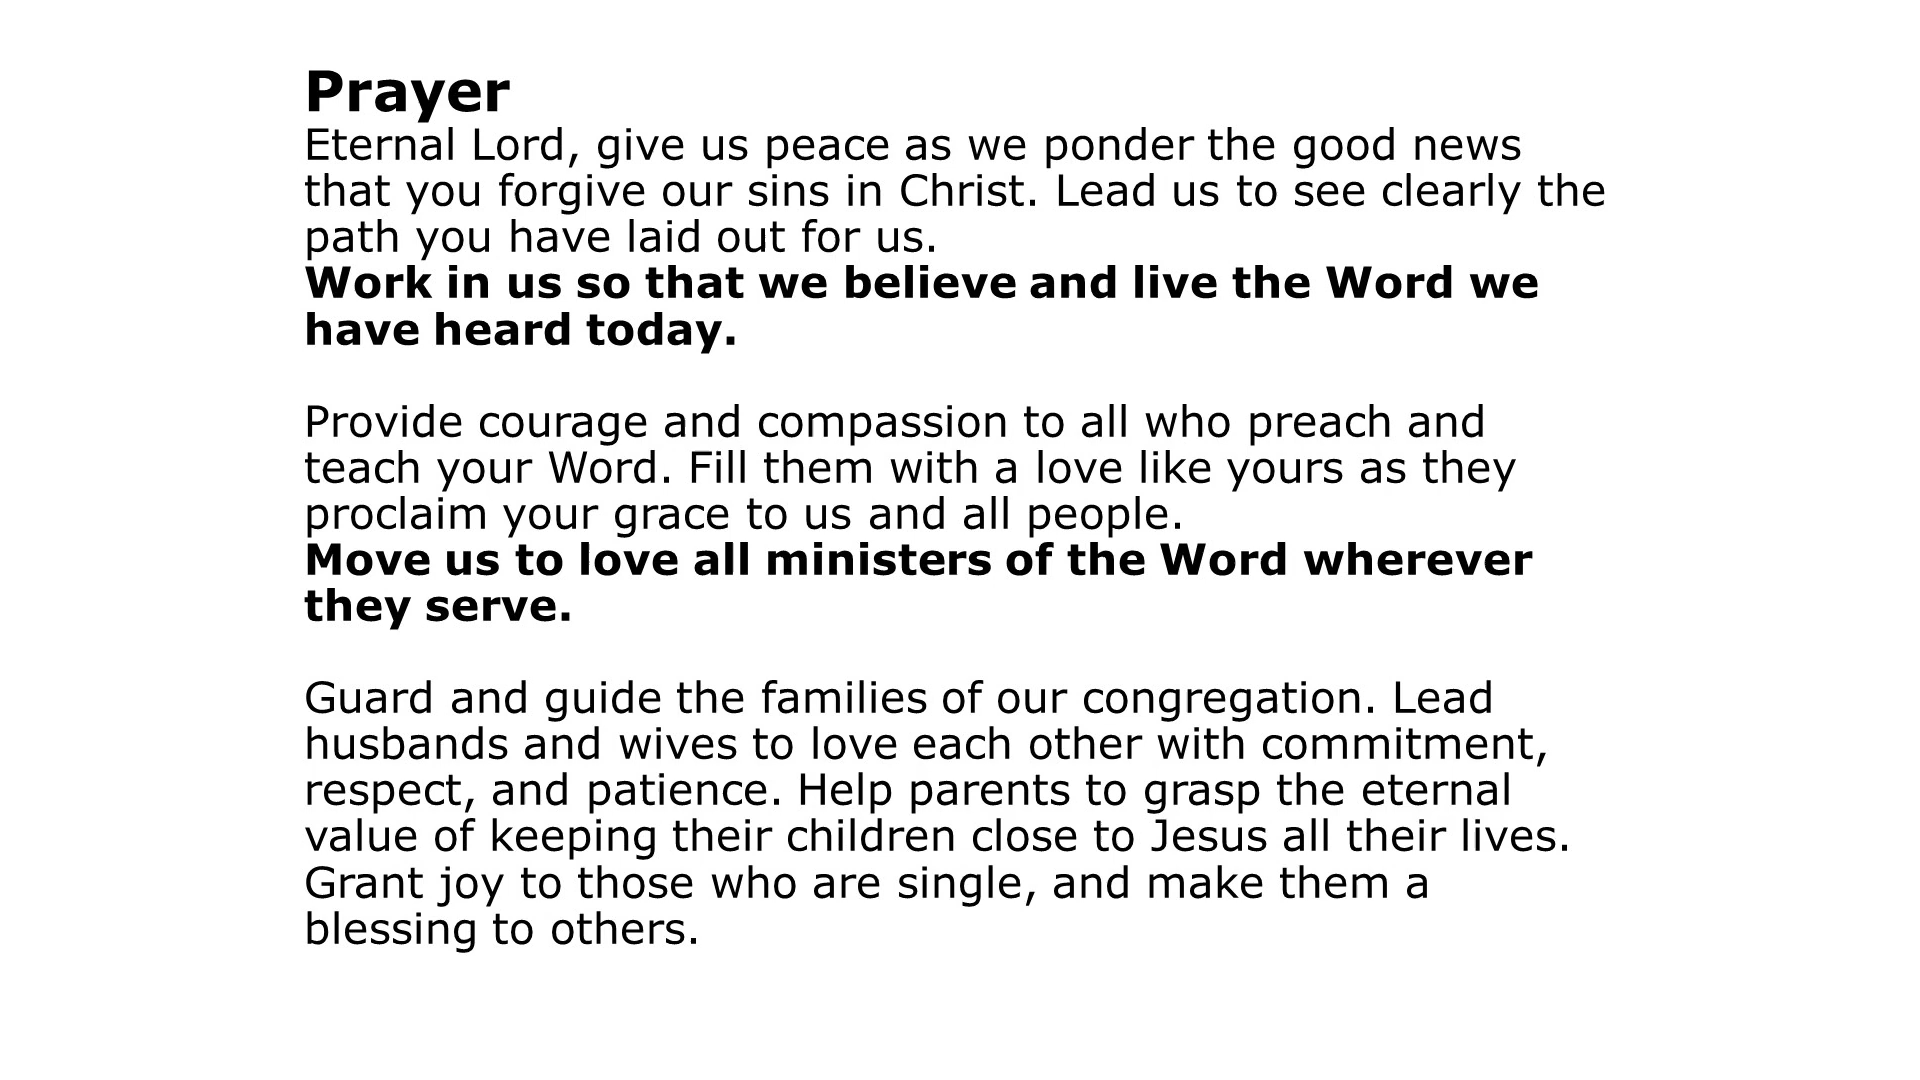 Prayer
Eternal Lord, give us peace as we ponder the good news
that you forgive our sins in Christ. Lead us to see clearly the
path you have laid out for us.
Work in us so that we believe and live the Word we
have heard today.
Provide courage and compassion to all who preach and
teach your Word. Fill them with a love like yours as they
proclaim your grace to us and all people.
Move us to love all ministers of the Word wherever
they serve.
Guard and guide the families of our congregation. Lead
husbands and wives to love each other with commitment,
respect, and patience. Help parents to grasp the eternal
value of keeping their children close to Jesus all their lives.
Grant joy to those who are single, and make them a
blessing to others.